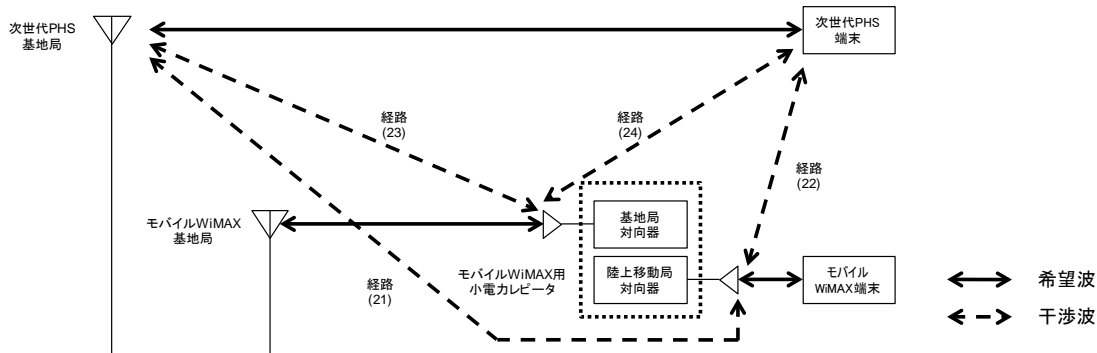 次世代PHS
基地局
次世代PHS
端末
経路
(23)
経路
(24)
経路
(22)
モバイルWiMAX
基地局
基地局
対向器
モバイルWiMAX用
小電力レピータ
陸上移動局
対向器
モバイル
WiMAX端末
経路
(21)
希望波
干渉波